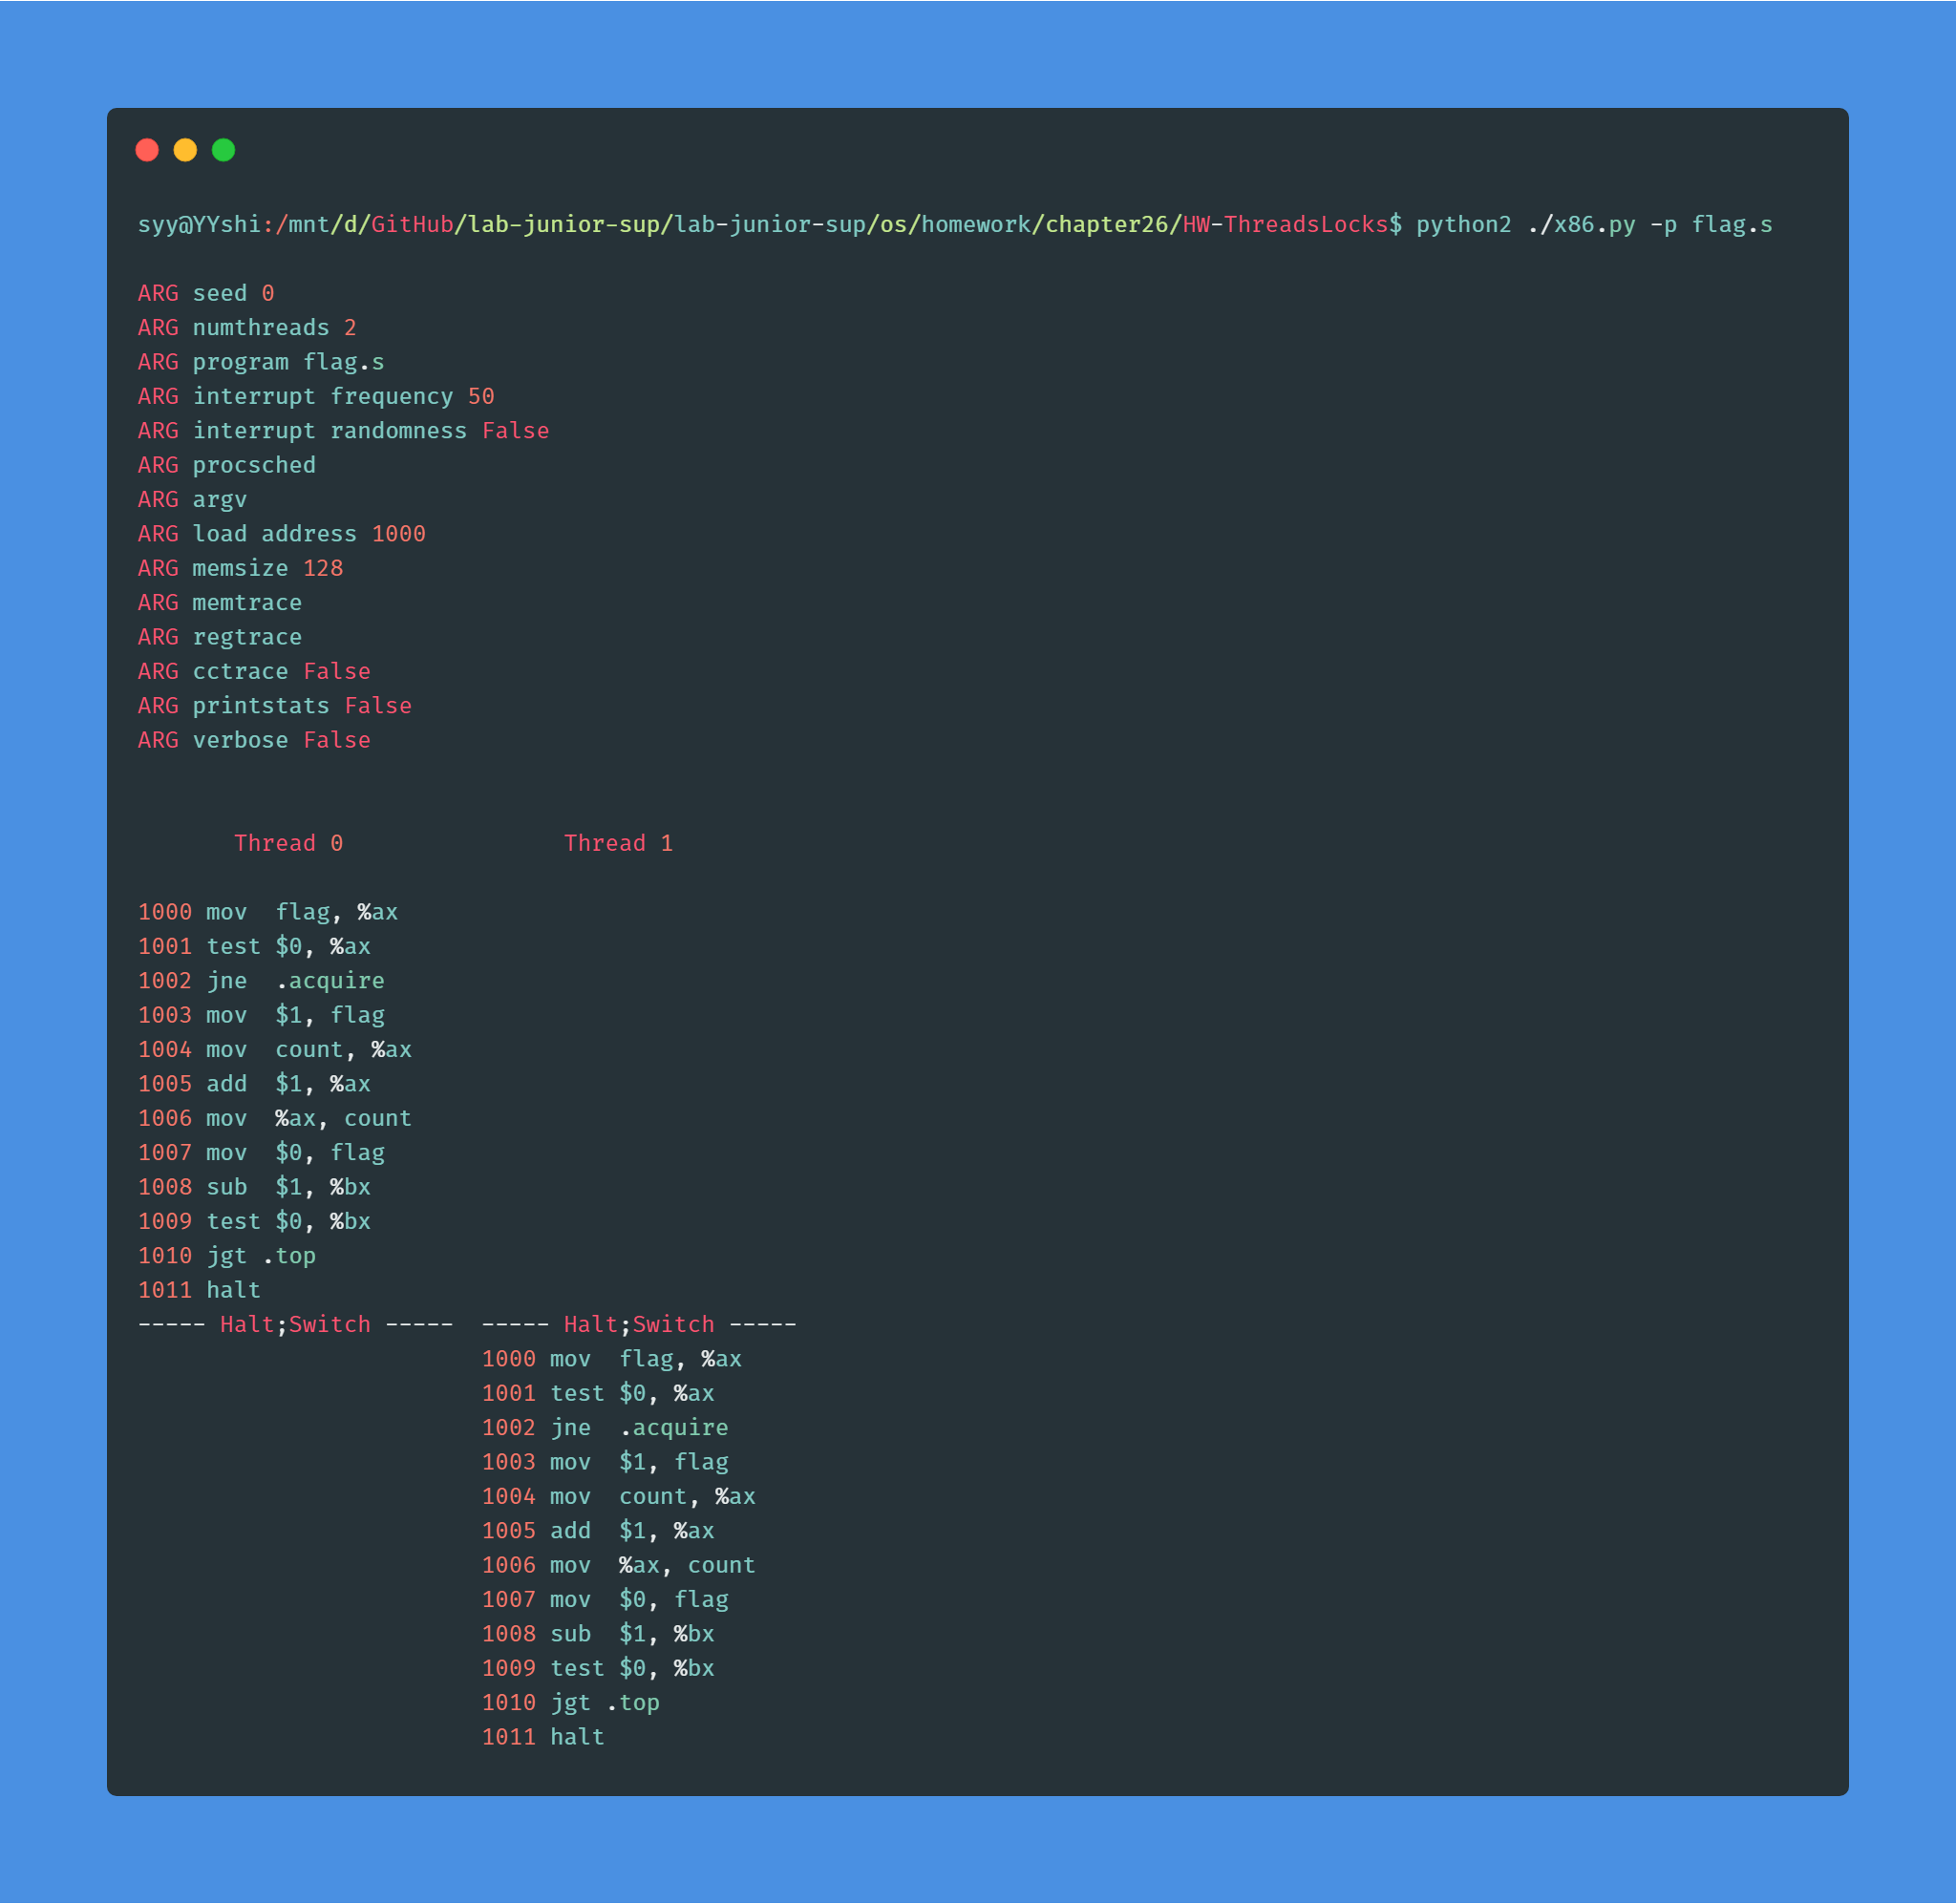 syy@YYshi:/mnt/d/GitHub/lab-junior-sup/lab-junior-sup/os/homework/chapter26/HW-ThreadsLocks$ python2 ./x86.py -p flag.s
ARG seed 0
ARG numthreads 2
ARG program flag.s
ARG interrupt frequency 50
ARG interrupt randomness False
ARG procsched
ARG argv
ARG load address 1000
ARG memsize 128
ARG memtrace
ARG regtrace
ARG cctrace False
ARG printstats False
ARG verbose False
Thread 0                Thread 1
1000 mov  flag, %ax
1001 test $0, %ax
1002 jne  .acquire
1003 mov  $1, flag
1004 mov  count, %ax
1005 add  $1, %ax
1006 mov  %ax, count
1007 mov  $0, flag
1008 sub  $1, %bx
1009 test $0, %bx
1010 jgt .top
1011 halt
----- Halt;Switch -----  ----- Halt;Switch -----
1000 mov  flag, %ax
1001 test $0, %ax
1002 jne  .acquire
1003 mov  $1, flag
1004 mov  count, %ax
1005 add  $1, %ax
1006 mov  %ax, count
1007 mov  $0, flag
1008 sub  $1, %bx
1009 test $0, %bx
1010 jgt .top
1011 halt